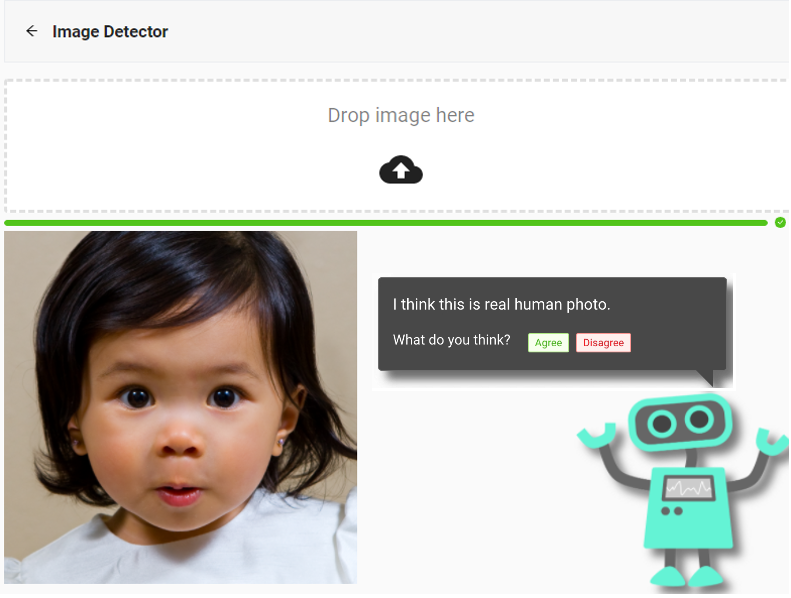 Image Detector
Drop image here
I think this is real human photo.
What do you think? Agree Disagree